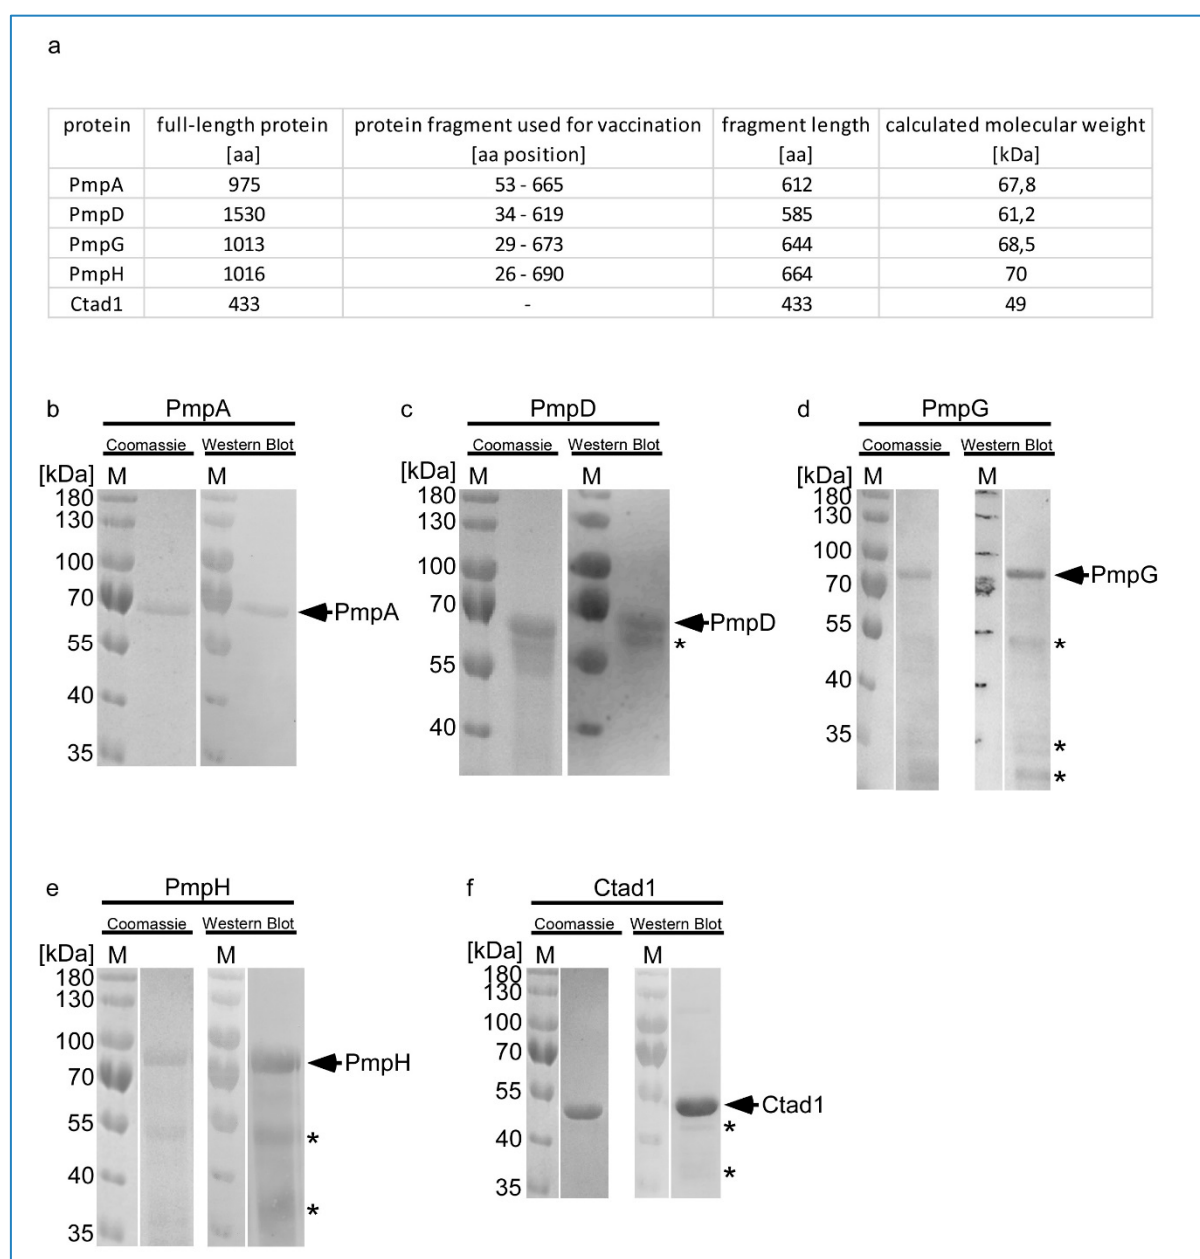 a
protein full-length protein protein fragment used for vaccination fragment length calculated molecular weight
[aa] [aa position] [aa] [kDa]
PmpA 975 53 - 665 612 67,8
PmpD 1530 34 - 619 585 61,2
PmpG 1013 29 - 673 644 68,5
PmpH 1016 26 - 690 664 70
Ctad1 433 - 433 49
b PmpA
Coomassie Western Blot
[kDa] M M
180
130
100
70
55
40
35
PmpA
c PmpD
Coomassie Western Blot
[kDa] M M
180
130
100
70
55
40
PmpD
*
d PmpG
Coomassie Western Blot
[kDa] M M
180
130
100
70
55
40
35
PmpG
*
*
*
e PmpH
Coomassie Western Blot
[kDa] M M
180
130
100
70
55
40
35
PmpH
*
*
f Ctad1
Coomassie Western Blot
[kDa] M M
180
130
100
70
55
40
35
Ctad1
*
*